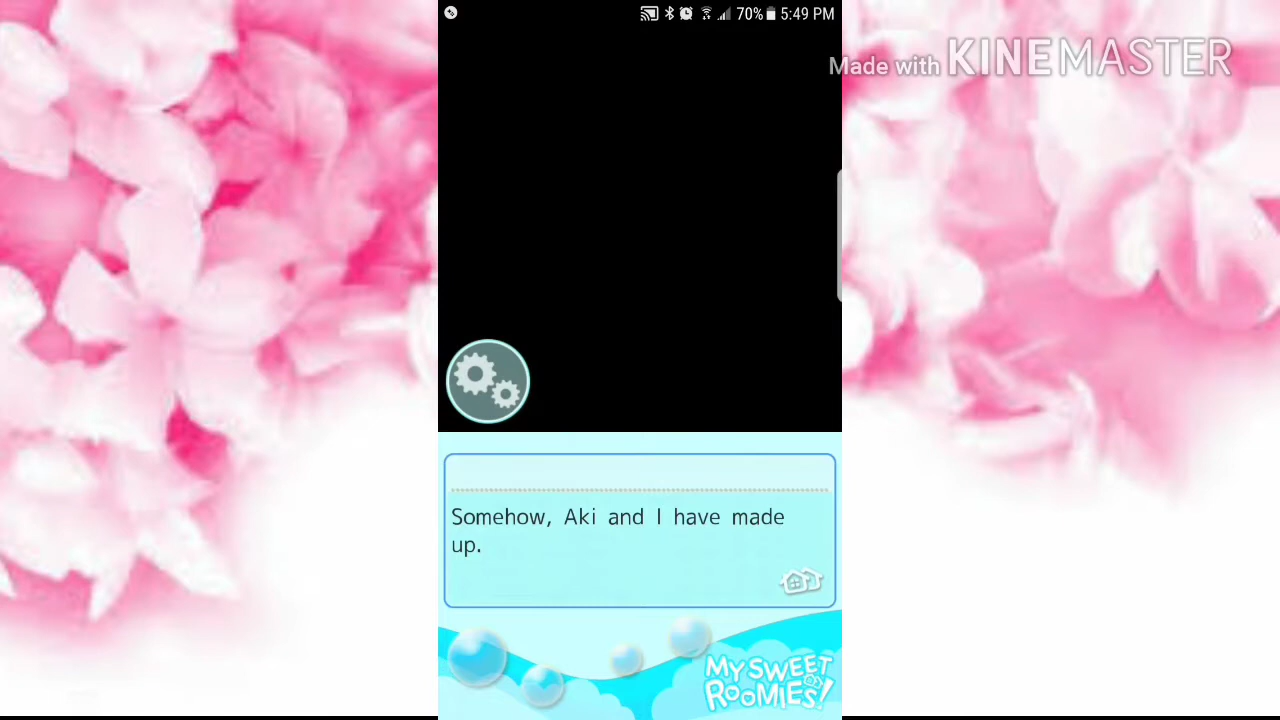 70% 5:49 PM
Made with KINEMASTER
Somehow, Aki and I have made
up.
MY SWEET
ROOMIES!